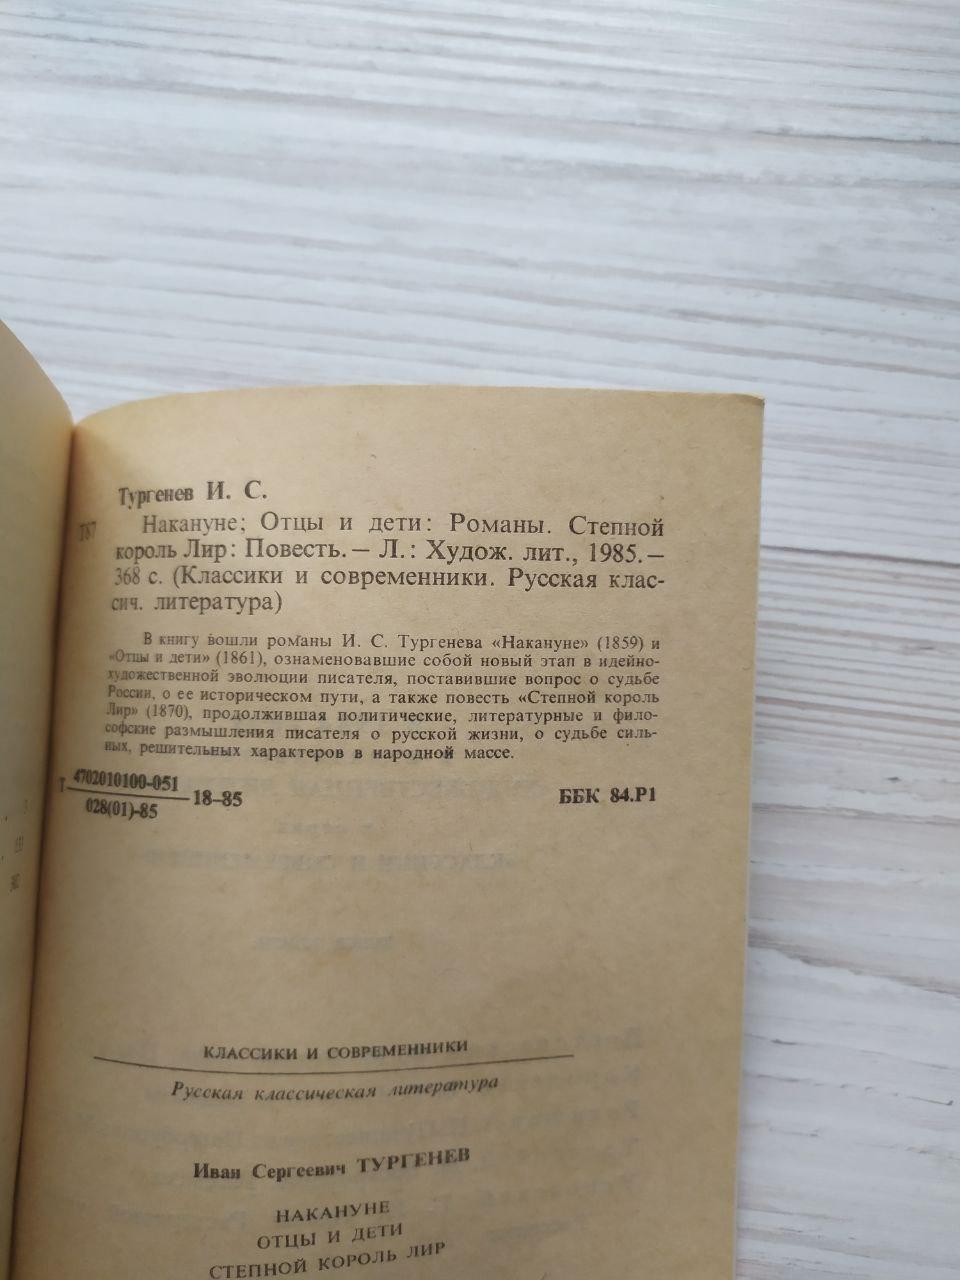 Тургенев И. С.
Т87
Накануне; Отцы и дети: Романы. Степной
король Лир: Повесть. — Л.: Худож. лит., 1985. —
368 с. (Классики и современники. Русская клас-
сич. литература)
В книгу вошли романы И. С. Тургенева «Накануне» (1859) и
«Отцы и дети» (1861), ознаменовавшие собой новый этап в идейно-
художественной эволюции писателя, поставившие вопрос о судьбе
России, о ее историческом пути, а также повесть «Степной король
Лир» (1870), продолжившая политические, литературные и фило-
софские размышления писателя о русской жизни, о судьбе силь-
ных, решительных характеров в народной массе.
Т 4702010100-051
028(01)-85
18–85
ББК 84.Р1
КЛАССИКИ И СОВРЕМЕННИКИ
Русская классическая литература
Иван Сергеевич ТУРГЕНЕВ
НАКАНУНЕ
ОТЦЫ И ДЕТИ
СТЕПНОЙ КОРОЛЬ ЛИР